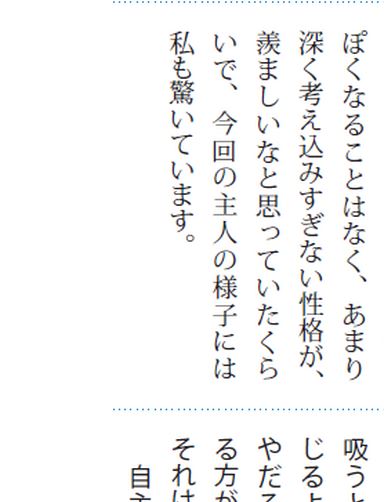 ぽくなることはなく、あまり
深く考え込みすぎない性格が、
羨ましいなと思っていたくら
いで、今回の主人の様子には
私も驚いています。
吸うと
じるよ
やだ
る方が
それは
自主